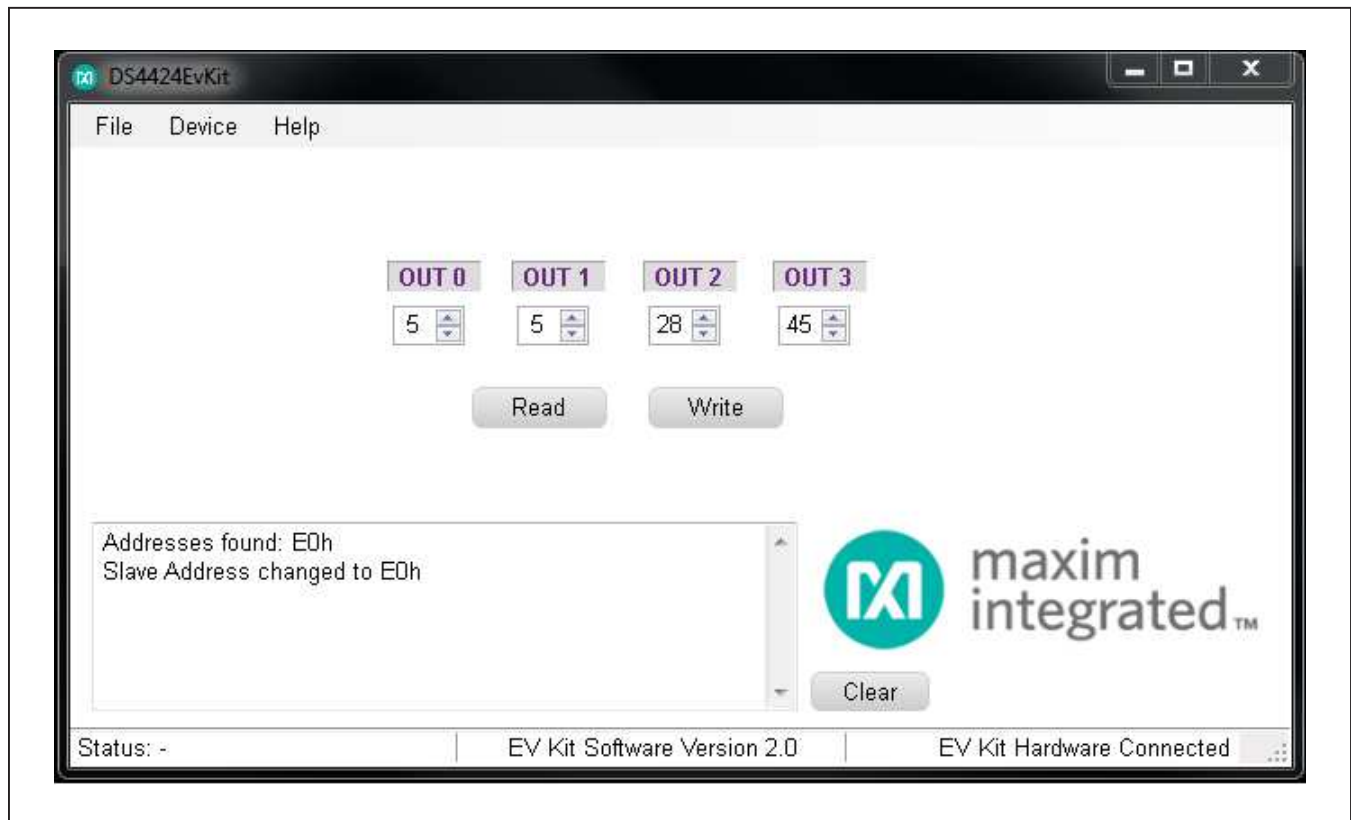 DS4424EvKit
File Device Help
OUT 0 OUT 1 OUT 2 OUT 3
5 5 28 45
Read Write
Addresses found: E0h
Slave Address changed to E0h
maxim
integrated™
Clear
Status: - EV Kit Software Version 2.0 EV Kit Hardware Connected